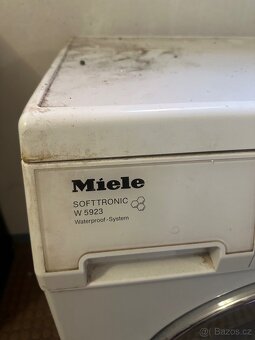 Miele
SOFTTRONIC
W 5923
Waterproof-System
bazos.cz